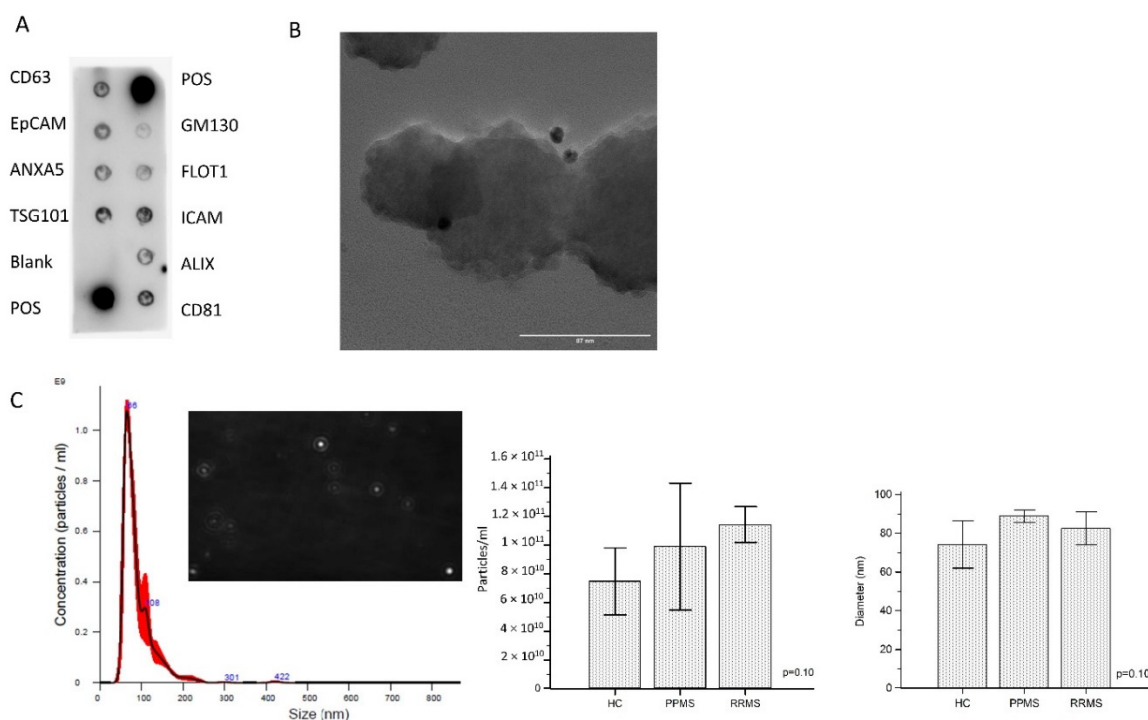 A
CD63 POS
EpCAM GM130
ANXA5 FLOT1
TSG101 ICAM
Blank ALIX
POS CD81
B
C
E9
Concentration (particles / ml)
1.0
0.8
0.6
0.4
0.2
0
66
108
301
422
0 100 200 300 400 500 600 700 800
Size (nm)
Particles/ml
1.6 × 10¹¹
1.4 × 10¹¹
1.2 × 10¹¹
1 × 10¹¹
8 × 10¹⁰
6 × 10¹⁰
4 × 10¹⁰
2 × 10¹⁰
0
HC PPMS RRMS
p=0.10
Diameter (nm)
100
80
60
40
20
0
HC PPMS RRMS
p=0.10